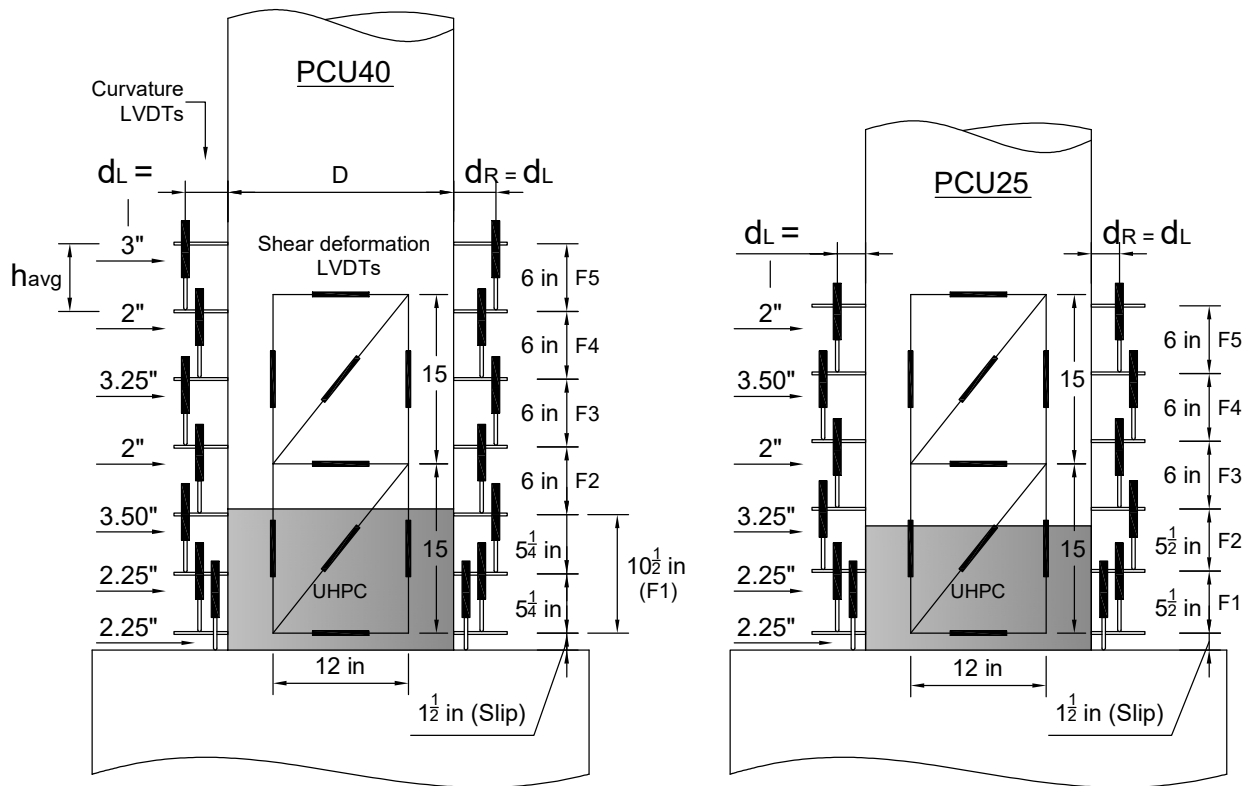 PCU40
Curvature
LVDTs
dL =
D
dR = dL
3"
Shear deformation
LVDTs
havg
6 in F5
2"
6 in F4
3.25"
15
6 in F3
2"
6 in F2
3.50"
5 1/4 in
15
10 1/2 in
(F1)
2.25"
UHPC
5 1/4 in
2.25"
12 in
1 1/2 in (Slip)
PCU25
dL =
dR = dL
2"
6 in F5
3.50"
15
6 in F4
2"
6 in F3
3.25"
15
5 1/2 in F2
2.25"
UHPC
5 1/2 in F1
2.25"
12 in
1 1/2 in (Slip)